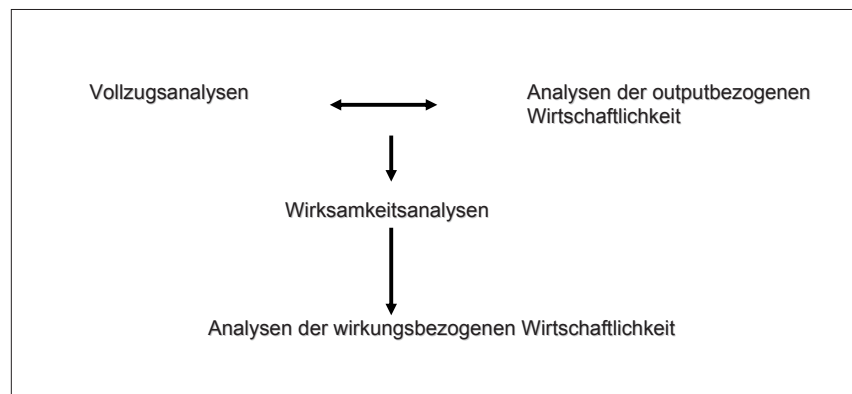 Vollzugsanalysen
Analysen der outputbezogenen
Wirtschaftlichkeit
Wirksamkeitsanalysen
Analysen der wirkungsbezogenen Wirtschaftlichkeit